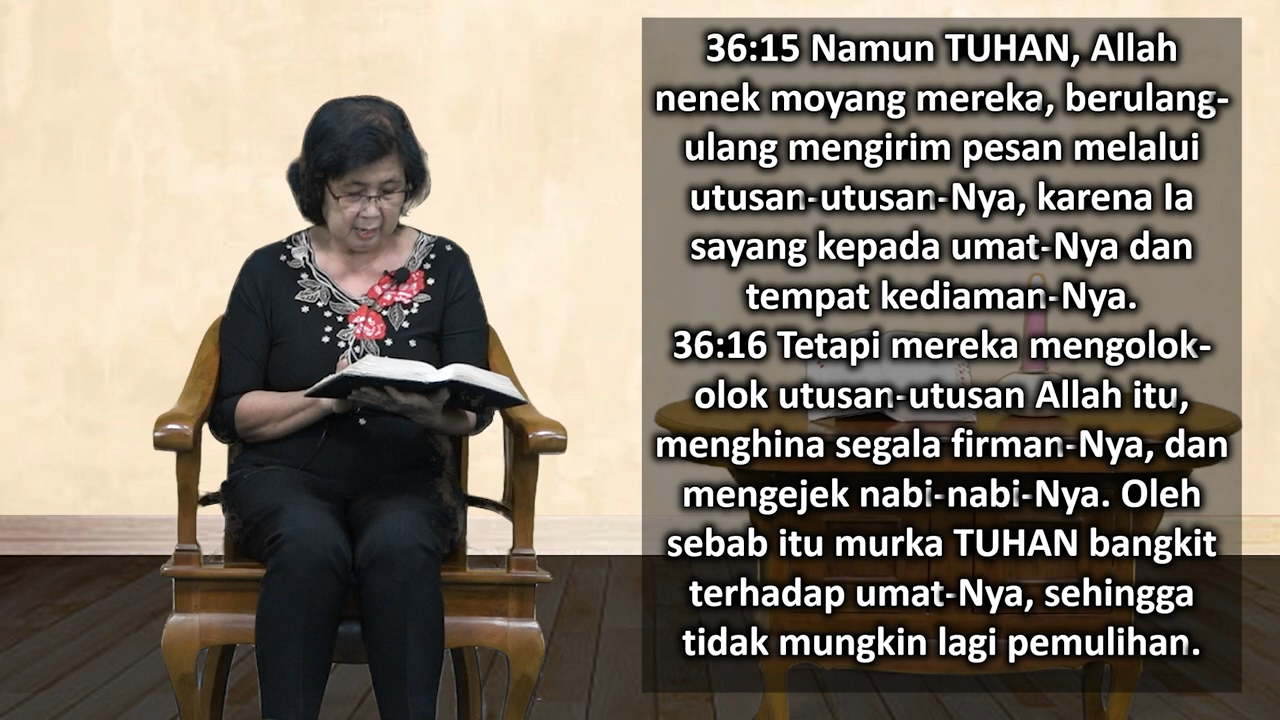 36:15 Namun TUHAN, Allah
nenek moyang mereka, berulang-
ulang mengirim pesan melalui
utusan-utusan-Nya, karena Ia
sayang kepada umat-Nya dan
tempat kediaman-Nya.
36:16 Tetapi mereka mengolok-
olok utusan-utusan Allah itu,
menghina segala firman-Nya, dan
mengejek nabi-nabi-Nya. Oleh
sebab itu murka TUHAN bangkit
terhadap umat-Nya, sehingga
tidak mungkin lagi pemulihan.